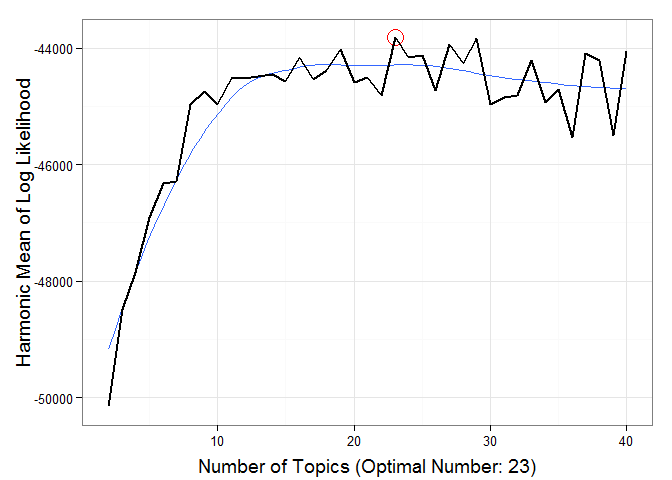 Harmonic Mean of Log Likelihood
-44000
-46000
-48000
-50000
10 20 30 40
Number of Topics (Optimal Number: 23)